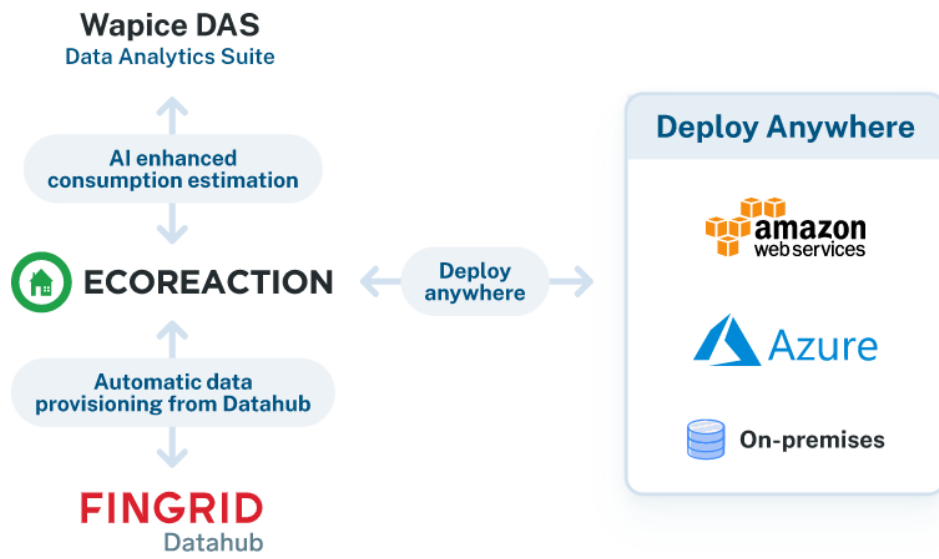 Wapice DAS
Data Analytics Suite
AI enhanced
consumption estimation
ECOREACTION
Deploy
anywhere
Automatic data
provisioning from Datahub
FINGRID
Datahub
Deploy Anywhere
amazon
web services
Azure
On-premises